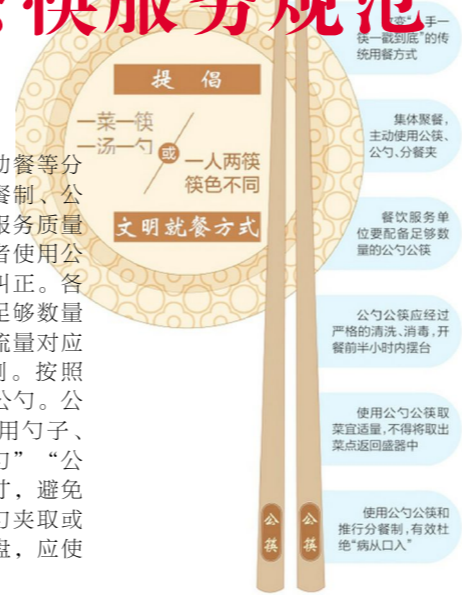 筷服务规范
手一
筷一戳到底”的传
统用餐方式
提 倡
一菜一筷
一汤一勺
或
一人两筷
筷色不同
文明就餐方式
集体聚餐，
主动使用公筷、
公勺、分餐夹
餐饮服务单
位要配备足够数
量的公勺公筷
公勺公筷应经过
严格的清洗、消毒，开
餐前半小时内摆台
使用公勺公筷取
菜宜适量，不得将取出
菜点返回盛器中
使用公勺公筷和
推行分餐制，有效杜
绝“病从口入”
公筷
公筷
助餐等分
餐制、公
服务质量
者使用公
纠正。各
足够数量
流量对应
。按照
公勺。公
用勺子、
”“公
，避免
夹取或
盘，应使